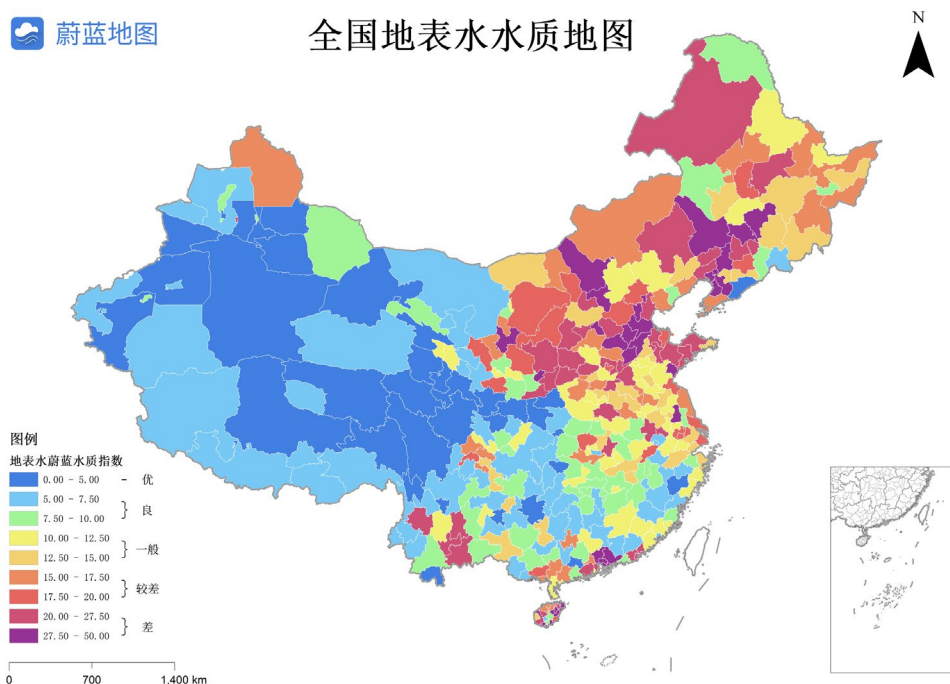 蔚蓝地图
全国地表水水质地图
N
图例
地表水蔚蓝水质指数
0.00 - 5.00 - 优
5.00 - 7.50
} 良
7.50 - 10.00
10.00 - 12.50
} 一般
12.50 - 15.00
15.00 - 17.50
} 较差
17.50 - 20.00
20.00 - 27.50
} 差
27.50 - 50.00
0 700 1,400 km